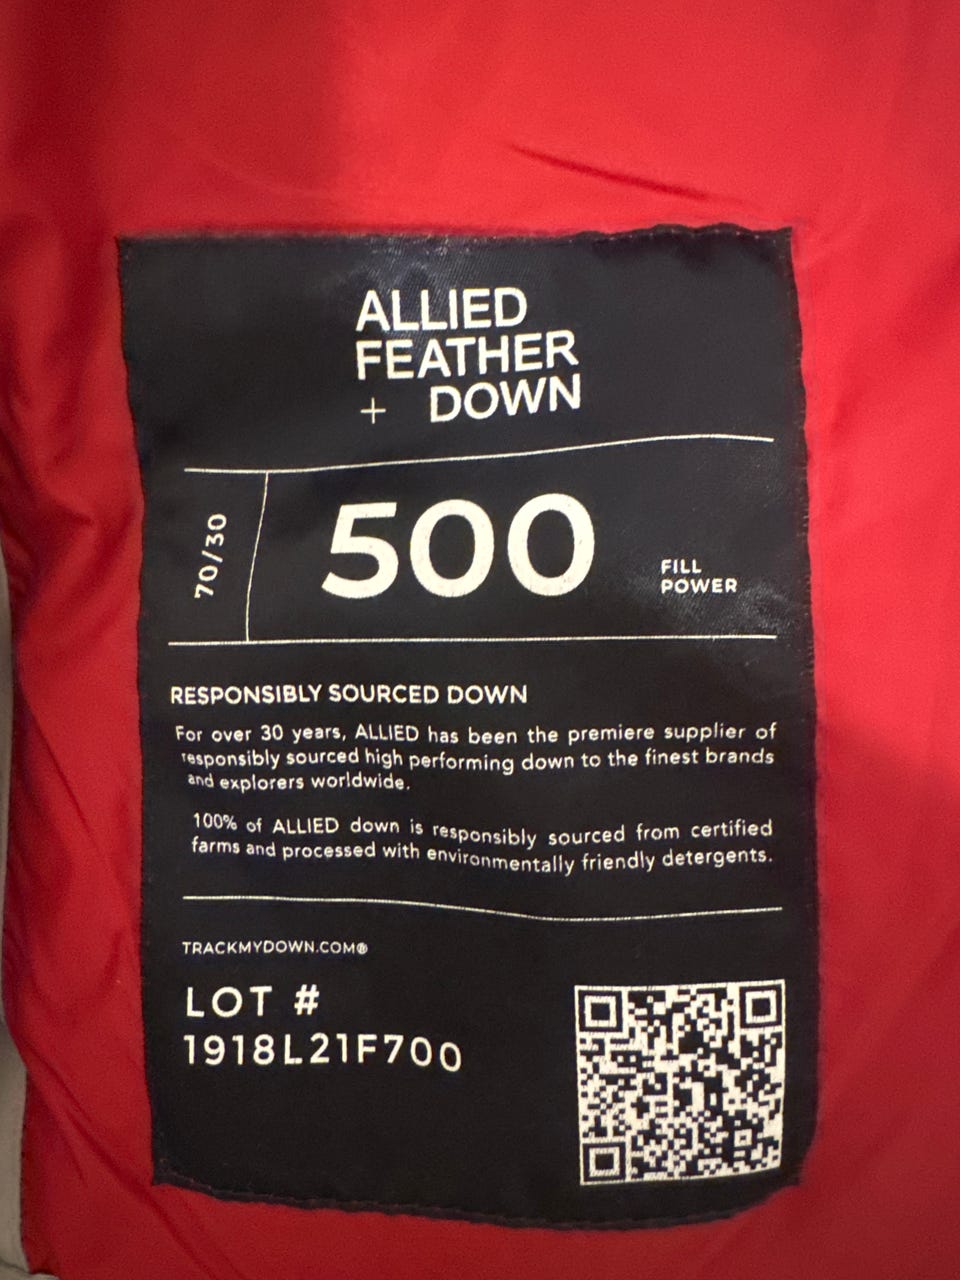 ALLIED
FEATHER
+ DOWN
70/30
500
FILL
POWER
RESPONSIBLY SOURCED DOWN
For over 30 years, ALLIED has been the premiere supplier of
responsibly sourced high performing down to the finest brands
and explorers worldwide.
100% of ALLIED down is responsibly sourced from certified
farms and processed with environmentally friendly detergents.
TRACKMYDOWN.COM®
LOT #
1918L21F700